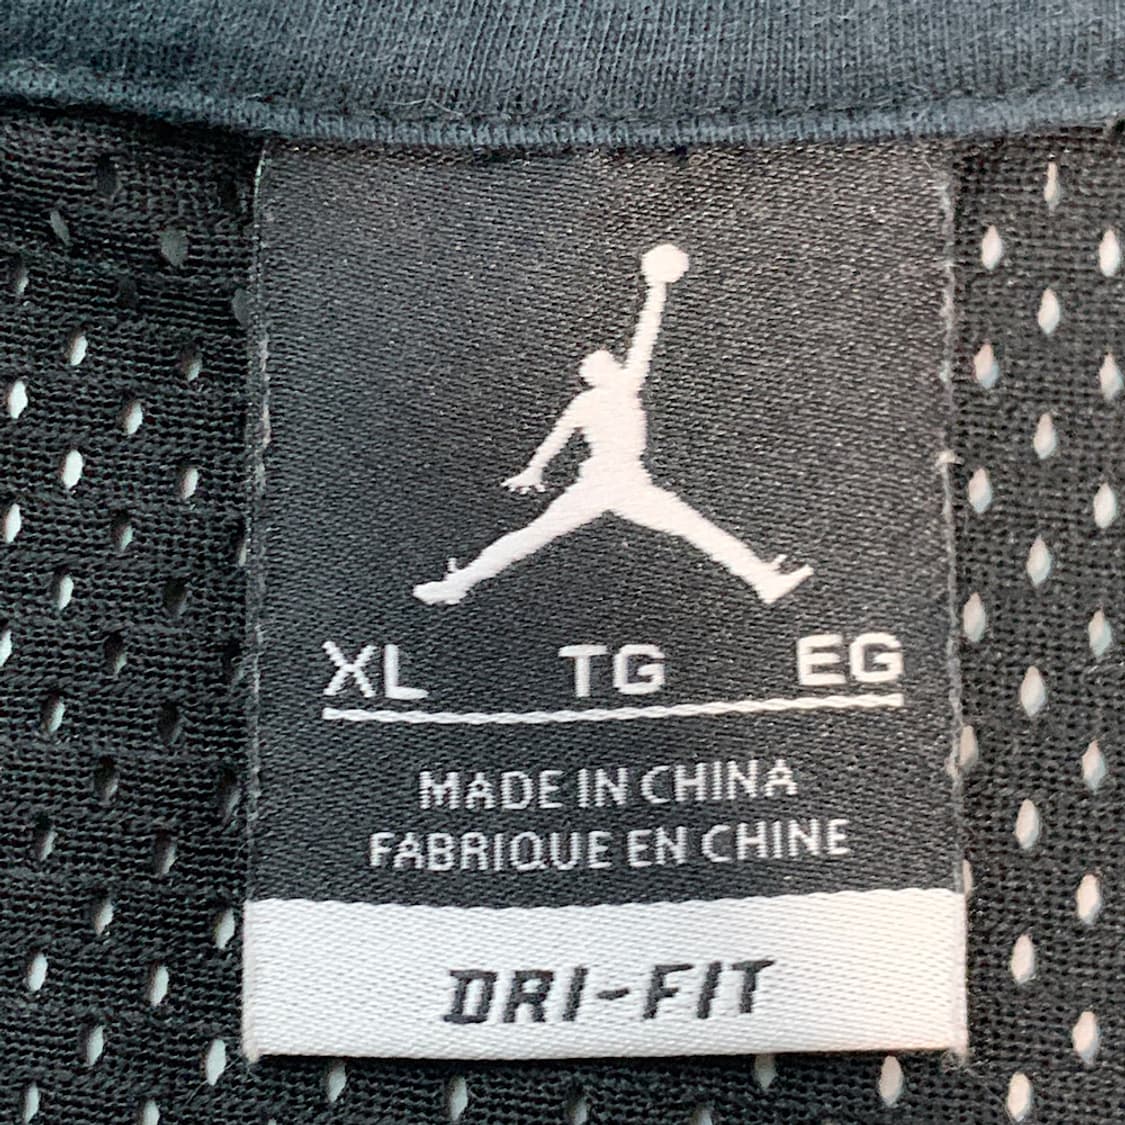 XL TG EG
MADE IN CHINA
FABRIQUE EN CHINE
DRI-FIT